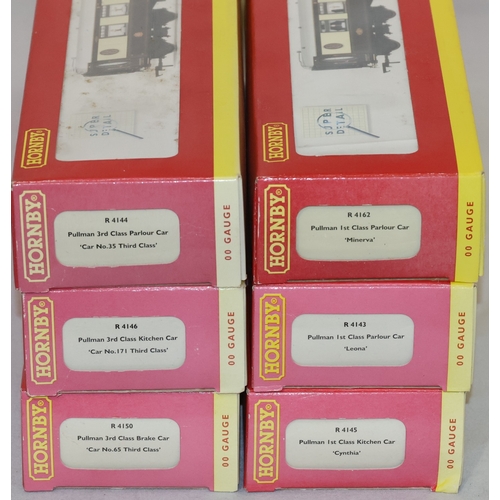 SUPER
DETAIL
HORNBY
SUPER
DETAIL
HORNBY
HORNBY®
R 4144
Pullman 3rd Class Parlour Car
'Car No.35 Third Class'
00 GAUGE
HORNBY®
R 4162
Pullman 1st Class Parlour Car
'Minerva'
00 GAUGE
HORNBY®
R 4146
Pullman 3rd Class Kitchen Car
'Car No.171 Third Class'
00 GAUGE
HORNBY®
R 4143
Pullman 1st Class Parlour Car
'Leona'
00 GAUGE
HORNBY®
R 4150
Pullman 3rd Class Brake Car
'Car No.65 Third Class'
00 GAUGE
HORNBY®
R 4145
Pullman 1st Class Kitchen Car
'Cynthia'
00 GAUGE